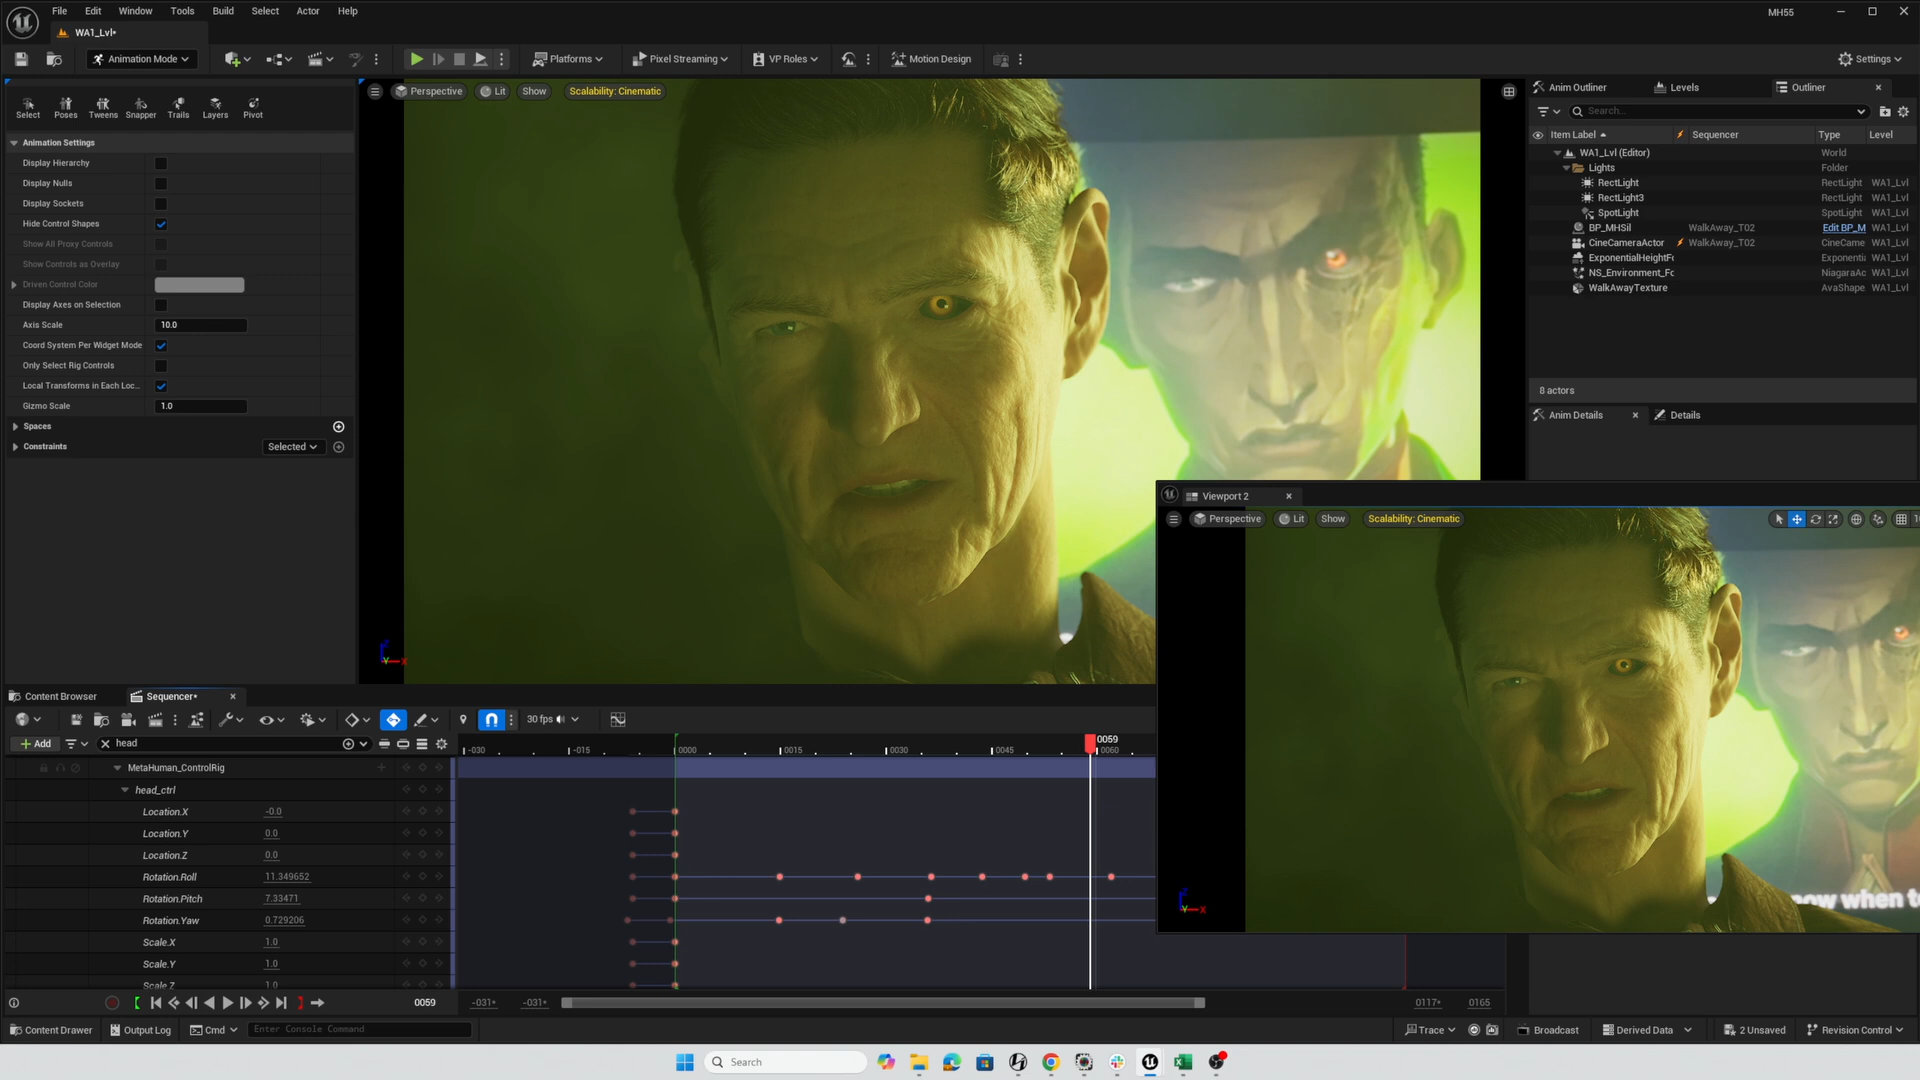 File Edit Window Tools Build Select Actor Help
MH55
WA1_Lvl•
Animation Mode
Platforms
Pixel Streaming
VP Roles
Motion Design
Settings
Select Poses Tweens Snapper Trails Layers Pivot
Animation Settings
Display Hierarchy
Display Nulls
Display Sockets
Hide Control Shapes
Show All Proxy Controls
Show Controls as Overlay
Driven Control Color
Display Axes on Selection
Axis Scale 10.0
Coord System Per Widget Mode
Only Select Rig Controls
Local Transforms in Each Loc...
Gizmo Scale 1.0
Spaces
Constraints Selected
Perspective Lit Show Scalability: Cinematic
Anim Outliner Levels Outliner
Search...
Item Label Sequencer Type Level
WA1_Lvl (Editor) World
Lights Folder
RectLight RectLight WA1_Lvl
RectLight3 RectLight WA1_Lvl
SpotLight SpotLight WA1_Lvl
BP_MHSil WalkAway_T02 Edit BP_M WA1_Lvl
CineCameraActor WalkAway_T02 CineCame WA1_Lvl
ExponentialHeightFo Exponentia WA1_Lvl
NS_Environment_Fo NiagaraAc WA1_Lvl
WalkAwayTexture AvaShape WA1_Lvl
8 actors
Anim Details Details
Viewport 2
Perspective Lit Show Scalability: Cinematic
10
now when to
Content Browser Sequencer*
30 fps
Add head
-030 -015 0000 0015 0030 0045 0059 0060
MetaHuman_ControlRig
head_ctrl
Location.X -0.0
Location.Y 0.0
Location.Z 0.0
Rotation.Roll 11.349652
Rotation.Pitch 7.33471
Rotation.Yaw 0.729206
Scale.X 1.0
Scale.Y 1.0
Scale.Z 1.0
0059 -031* -031* 0117* 0165
Content Drawer Output Log Cmd Enter Console Command
Trace Broadcast Derived Data 2 Unsaved Revision Control
Search